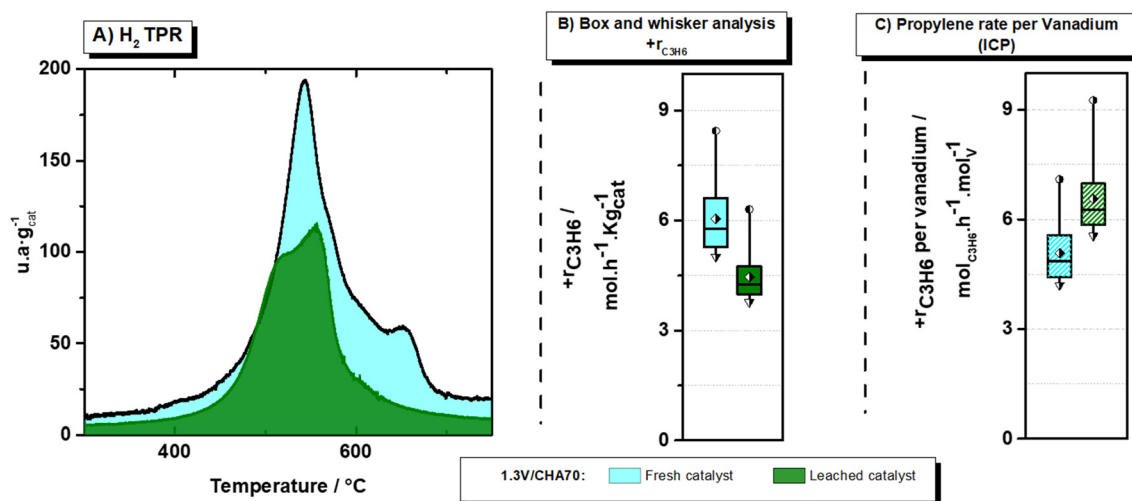 A) H2 TPR
200
150
100
50
0
u.a·g-1cat
400
600
Temperature / °C
B) Box and whisker analysis
+rC3H6
9
6
3
0
+rC3H6 /
mol.h-1.Kg-1cat
C) Propylene rate per Vanadium
(ICP)
9
6
3
0
+rC3H6 per vanadium /
molC3H6.h-1.mol-1V
1.3V/CHA70: Fresh catalyst Leached catalyst